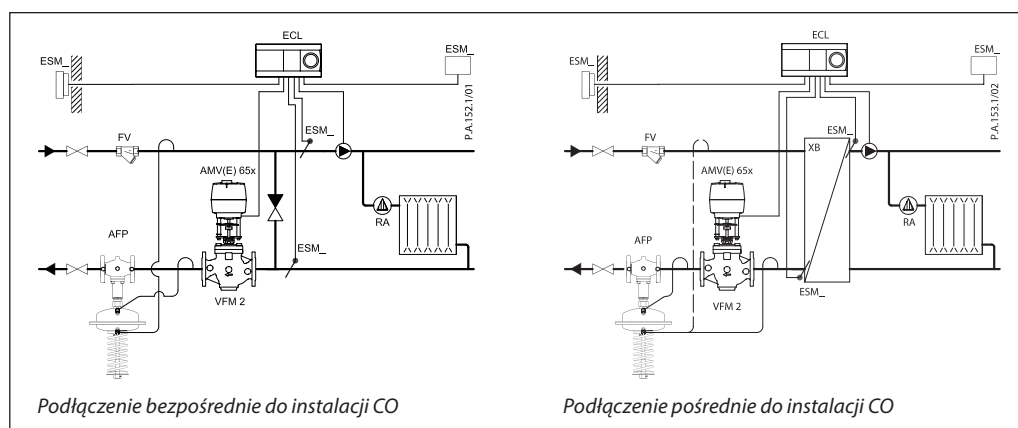 ECL
ESM_
ESM_
P.A.152.1/01
FV
ESM_
AMV(E) 65x
AFP
RA
ESM_
VFM 2
Podłączenie bezpośrednie do instalacji CO
ECL
ESM_
ESM_
P.A.153.1/02
FV
ESM_
XB
AMV(E) 65x
AFP
RA
ESM_
VFM 2
Podłączenie pośrednie do instalacji CO